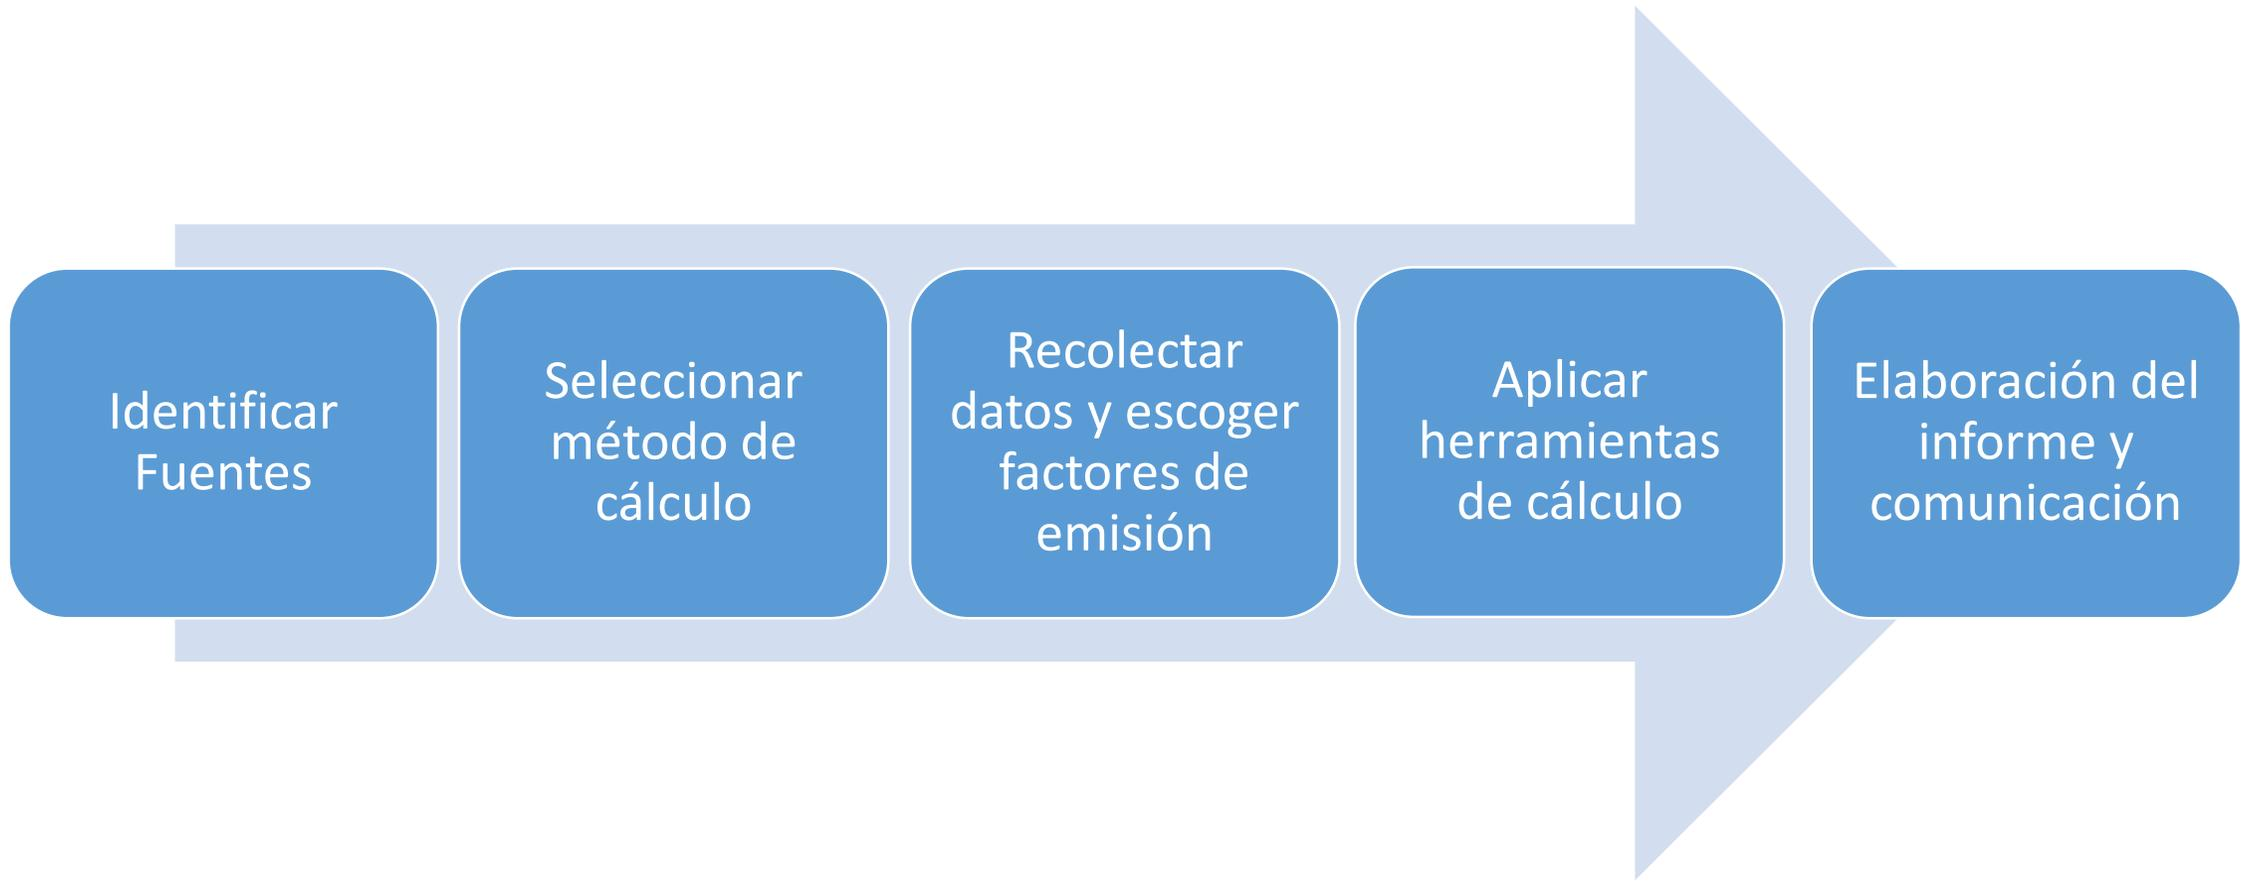 Identificar
Fuentes
Seleccionar
método de
cálculo
Recolectar
datos y escoger
factores de
emisión
Aplicar
herramientas
de cálculo
Elaboración del
informe y
comunicación